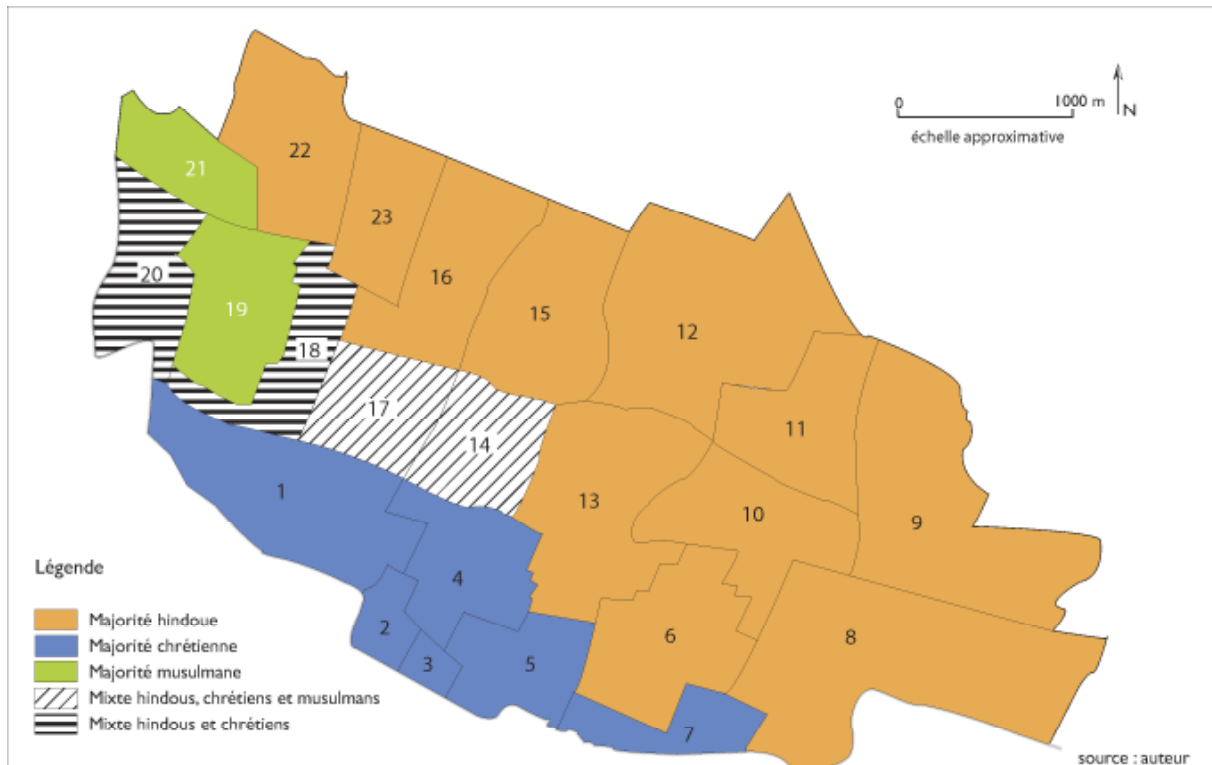 0 1000 m
N
échelle approximative
22
21
23
20
16
19
15
12
18
17
14
11
1
13
10
9
4
2
3
5
6
8
7
Légende
Majorité hindoue
Majorité chrétienne
Majorité musulmane
Mixte hindous, chrétiens et musulmans
Mixte hindous et chrétiens
source : auteur